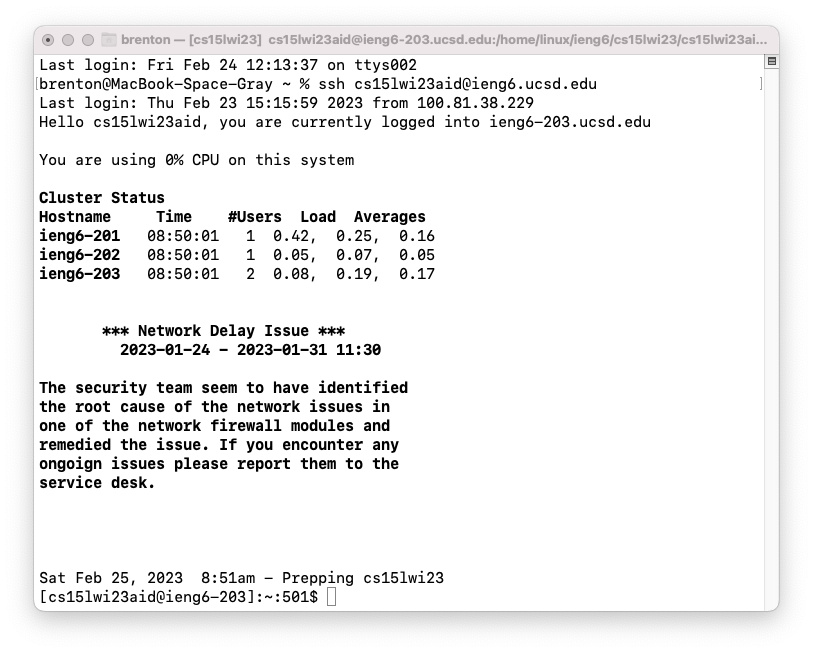 brenton — [cs15lwi23] cs15lwi23aid@ieng6-203.ucsd.edu:/home/linux/ieng6/cs15lwi23/cs15lwi23ai...
Last login: Fri Feb 24 12:13:37 on ttys002
[brenton@MacBook-Space-Gray ~ % ssh cs15lwi23aid@ieng6.ucsd.edu ]
Last login: Thu Feb 23 15:15:59 2023 from 100.81.38.229
Hello cs15lwi23aid, you are currently logged into ieng6-203.ucsd.edu
You are using 0% CPU on this system
Cluster Status
Hostname     Time    #Users  Load  Averages
ieng6-201   08:50:01   1  0.42,  0.25,  0.16
ieng6-202   08:50:01   1  0.05,  0.07,  0.05
ieng6-203   08:50:01   2  0.08,  0.19,  0.17
*** Network Delay Issue ***
2023-01-24 - 2023-01-31 11:30
The security team seem to have identified
the root cause of the network issues in
one of the network firewall modules and
remedied the issue. If you encounter any
ongoign issues please report them to the
service desk.
Sat Feb 25, 2023  8:51am - Prepping cs15lwi23
[cs15lwi23aid@ieng6-203]:~:501$